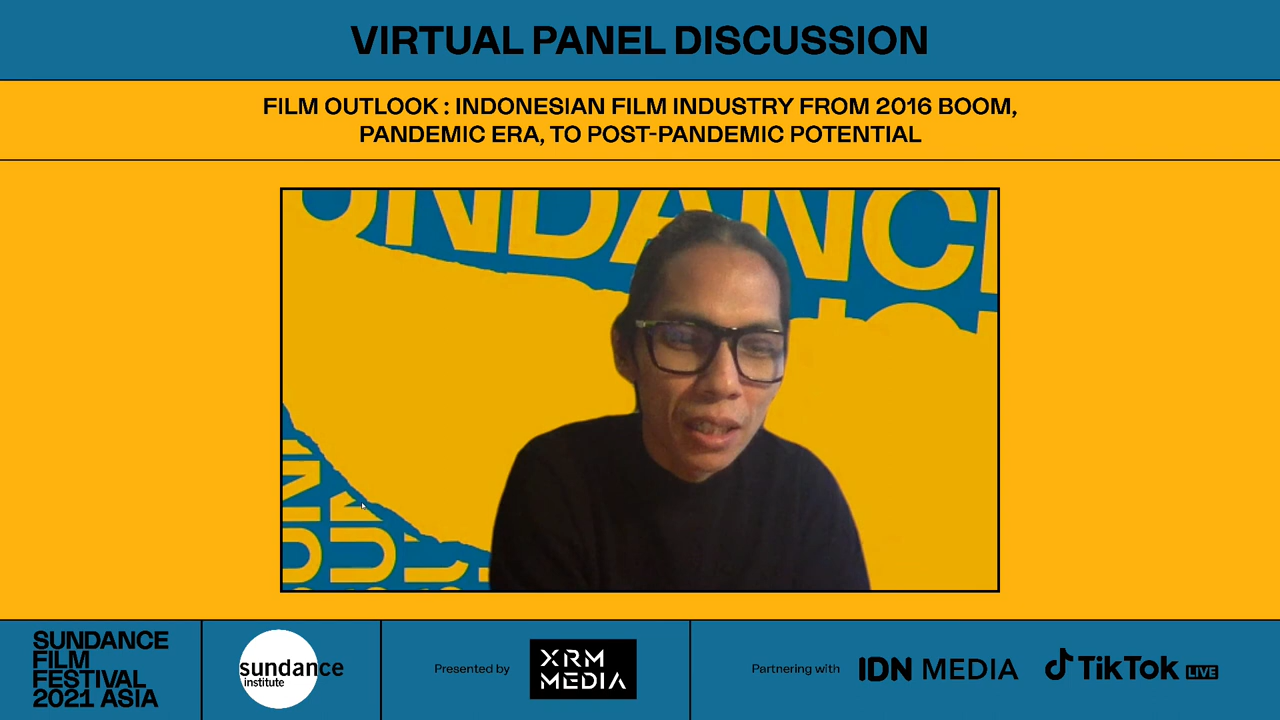 VIRTUAL PANEL DISCUSSION
FILM OUTLOOK : INDONESIAN FILM INDUSTRY FROM 2016 BOOM,
PANDEMIC ERA, TO POST-PANDEMIC POTENTIAL
UNDANC
SUNDANCE
FILM
FESTIVAL
2021 ASIA
sundance
institute
Presented by
XRM
MEDIA
Partnering with
IDN MEDIA
TikTok LIVE